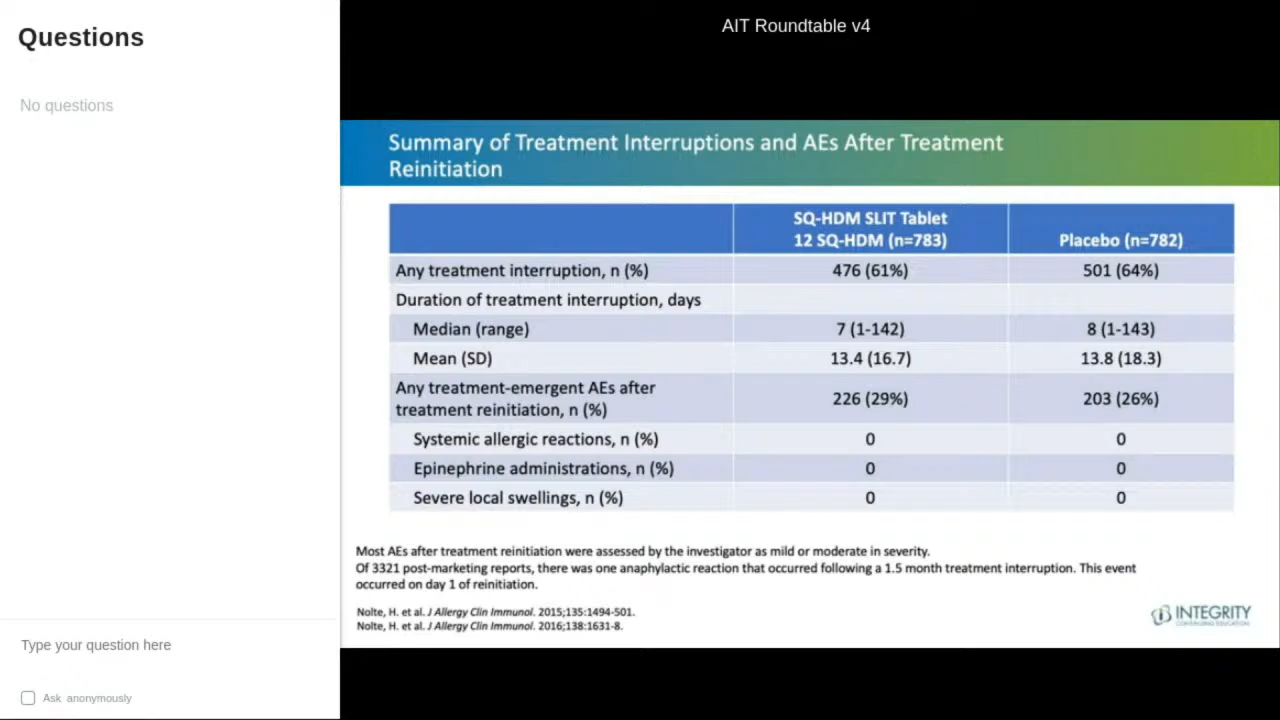 Questions
No questions
Type your question here
Ask anonymously
AIT Roundtable v4
Summary of Treatment Interruptions and AEs After Treatment
Reinitiation
SQ-HDM SLIT Tablet
12 SQ-HDM (n=783) Placebo (n=782)
Any treatment interruption, n (%) 476 (61%) 501 (64%)
Duration of treatment interruption, days
Median (range) 7 (1-142) 8 (1-143)
Mean (SD) 13.4 (16.7) 13.8 (18.3)
Any treatment-emergent AEs after
treatment reinitiation, n (%) 226 (29%) 203 (26%)
Systemic allergic reactions, n (%) 0 0
Epinephrine administrations, n (%) 0 0
Severe local swellings, n (%) 0 0
Most AEs after treatment reinitiation were assessed by the investigator as mild or moderate in severity.
Of 3321 post-marketing reports, there was one anaphylactic reaction that occurred following a 1.5 month treatment interruption. This event
occurred on day 1 of reinitiation.
Nolte, H. et al. J Allergy Clin Immunol. 2015;135:1494-501.
Nolte, H. et al. J Allergy Clin Immunol. 2016;138:1631-8.
INTEGRITY
CONTINUING EDUCATION